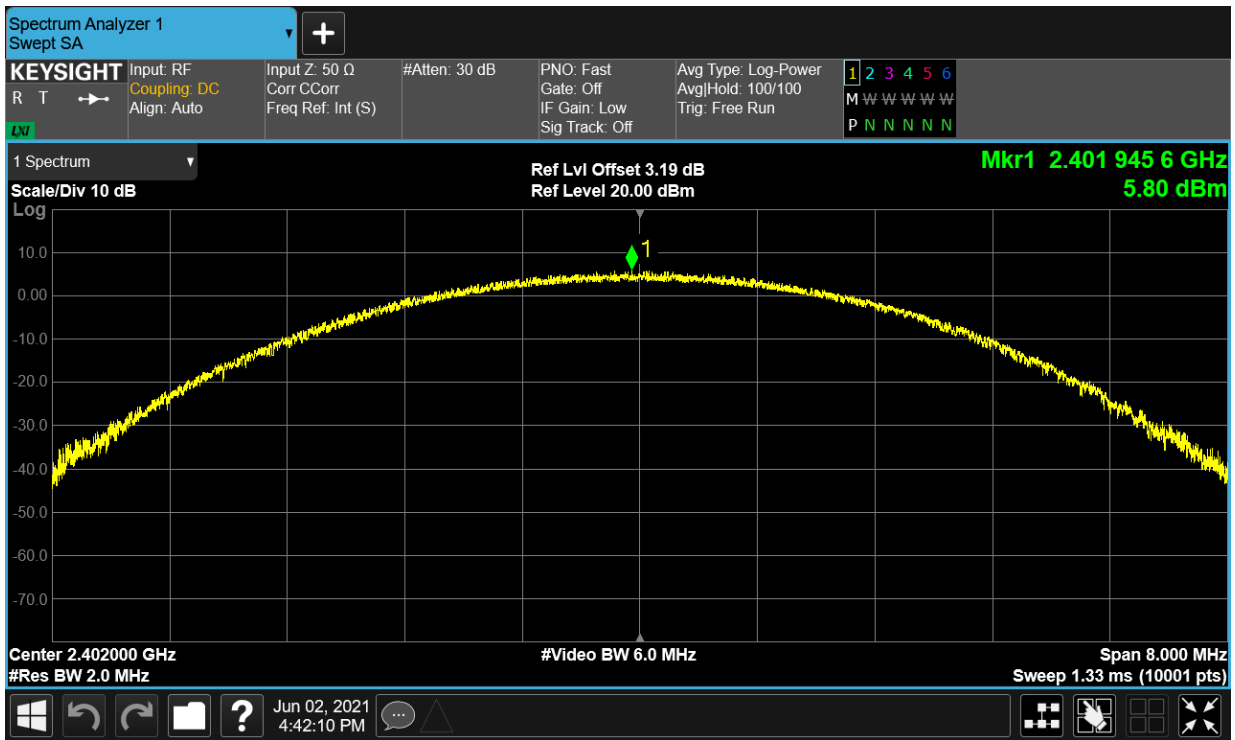 Spectrum Analyzer 1
Swept SA
KEYSIGHT
R T
LXI
Input: RF
Coupling: DC
Align: Auto
Input Z: 50 Ω
Corr CCorr
Freq Ref: Int (S)
#Atten: 30 dB
PNO: Fast
Gate: Off
IF Gain: Low
Sig Track: Off
Avg Type: Log-Power
Avg|Hold: 100/100
Trig: Free Run
1 2 3 4 5 6
M W W W W W
P N N N N N
1 Spectrum
Scale/Div 10 dB
Log
Ref Lvl Offset 3.19 dB
Ref Level 20.00 dBm
Mkr1 2.401 945 6 GHz
5.80 dBm
1
10.0
0.00
-10.0
-20.0
-30.0
-40.0
-50.0
-60.0
-70.0
Center 2.402000 GHz
#Res BW 2.0 MHz
#Video BW 6.0 MHz
Span 8.000 MHz
Sweep 1.33 ms (10001 pts)
?
Jun 02, 2021
4:42:10 PM